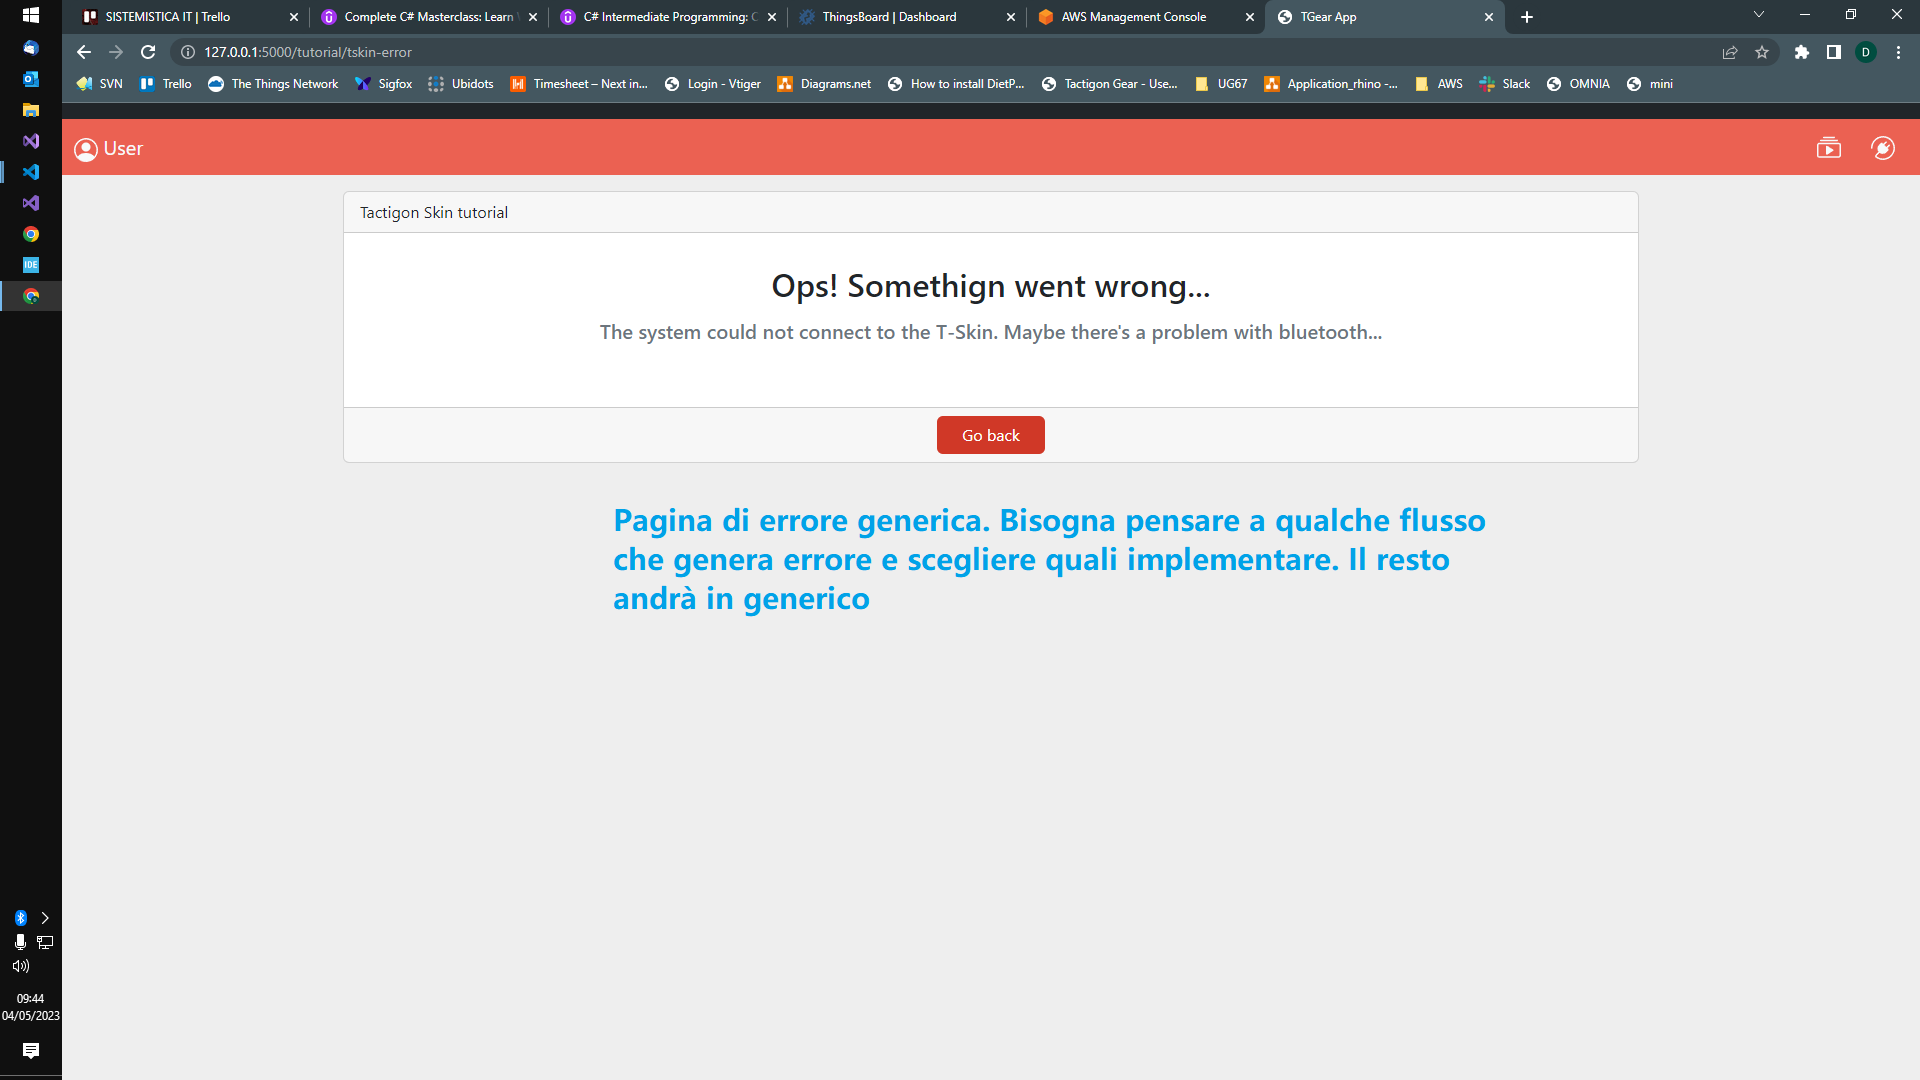 SISTEMISTICA IT | Trello
Complete C# Masterclass: Learn
C# Intermediate Programming: C
ThingsBoard | Dashboard
AWS Management Console
TGear App
127.0.0.1:5000/tutorial/tskin-error
D
SVN
Trello
The Things Network
Sigfox
Ubidots
Timesheet – Next in...
Login - Vtiger
Diagrams.net
How to install DietP...
Tactigon Gear - Use...
UG67
Application_rhino -...
AWS
Slack
OMNIA
mini
User
Tactigon Skin tutorial
Ops! Somethign went wrong...
The system could not connect to the T-Skin. Maybe there's a problem with bluetooth...
Go back
Pagina di errore generica. Bisogna pensare a qualche flusso
che genera errore e scegliere quali implementare. Il resto
andrà in generico
IDE
09:44
04/05/2023